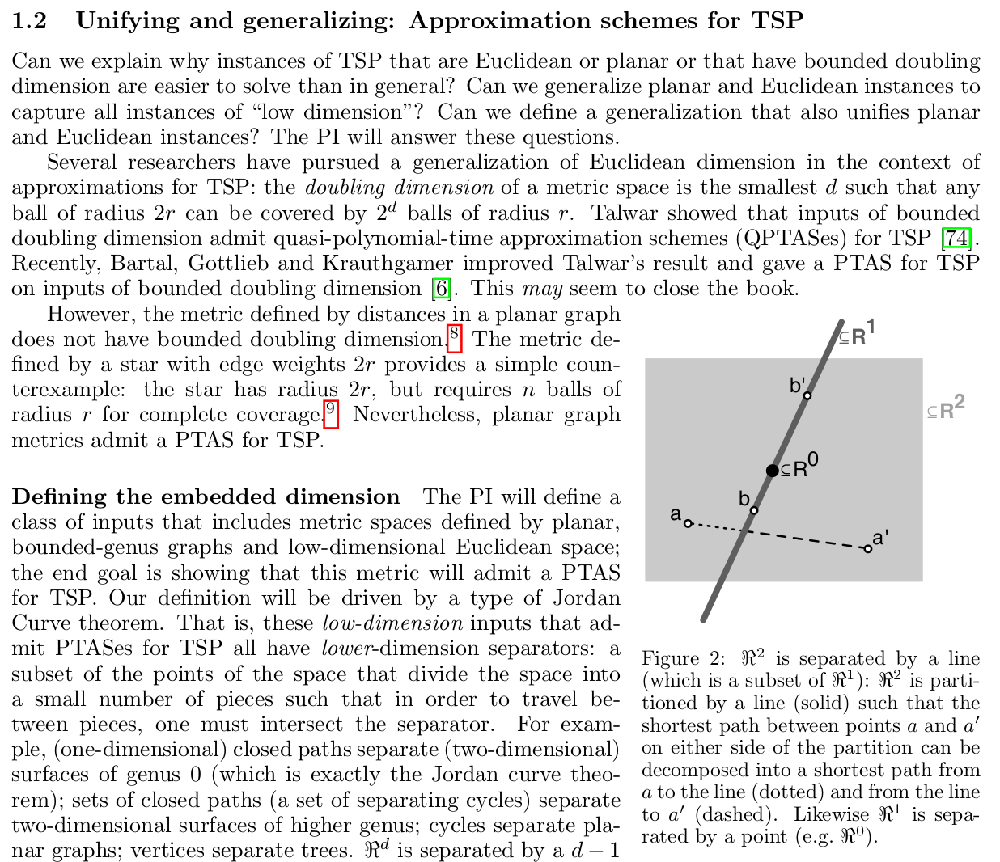 1.2 Unifying and generalizing: Approximation schemes for TSP
Can we explain why instances of TSP that are Euclidean or planar or that have bounded doubling
dimension are easier to solve than in general? Can we generalize planar and Euclidean instances to
capture all instances of “low dimension”? Can we define a generalization that also unifies planar
and Euclidean instances? The PI will answer these questions.
Several researchers have pursued a generalization of Euclidean dimension in the context of
approximations for TSP: the doubling dimension of a metric space is the smallest d such that any
ball of radius 2r can be covered by 2^d balls of radius r. Talwar showed that inputs of bounded
doubling dimension admit quasi-polynomial-time approximation schemes (QPTASes) for TSP [74].
Recently, Bartal, Gottlieb and Krauthgamer improved Talwar’s result and gave a PTAS for TSP
on inputs of bounded doubling dimension [6]. This may seem to close the book.
However, the metric defined by distances in a planar graph
does not have bounded doubling dimension.8 The metric de-
fined by a star with edge weights 2r provides a simple coun-
terexample: the star has radius 2r, but requires n balls of
radius r for complete coverage.9 Nevertheless, planar graph
metrics admit a PTAS for TSP.
Defining the embedded dimension The PI will define a
class of inputs that includes metric spaces defined by planar,
bounded-genus graphs and low-dimensional Euclidean space;
the end goal is showing that this metric will admit a PTAS
for TSP. Our definition will be driven by a type of Jordan
Curve theorem. That is, these low-dimension inputs that ad-
mit PTASes for TSP all have lower-dimension separators: a
subset of the points of the space that divide the space into
a small number of pieces such that in order to travel be-
tween pieces, one must intersect the separator. For exam-
ple, (one-dimensional) closed paths separate (two-dimensional)
surfaces of genus 0 (which is exactly the Jordan curve theo-
rem); sets of closed paths (a set of separating cycles) separate
two-dimensional surfaces of higher genus; cycles separate pla-
nar graphs; vertices separate trees. ℜ^d is separated by a d − 1
⊆R^1
b'
⊆R^2
⊆R^0
b
a
a'
Figure 2: ℜ^2 is separated by a line
(which is a subset of ℜ^1): ℜ^2 is parti-
tioned by a line (solid) such that the
shortest path between points a and a′
on either side of the partition can be
decomposed into a shortest path from
a to the line (dotted) and from the line
to a′ (dashed). Likewise ℜ^1 is sepa-
rated by a point (e.g. ℜ^0).